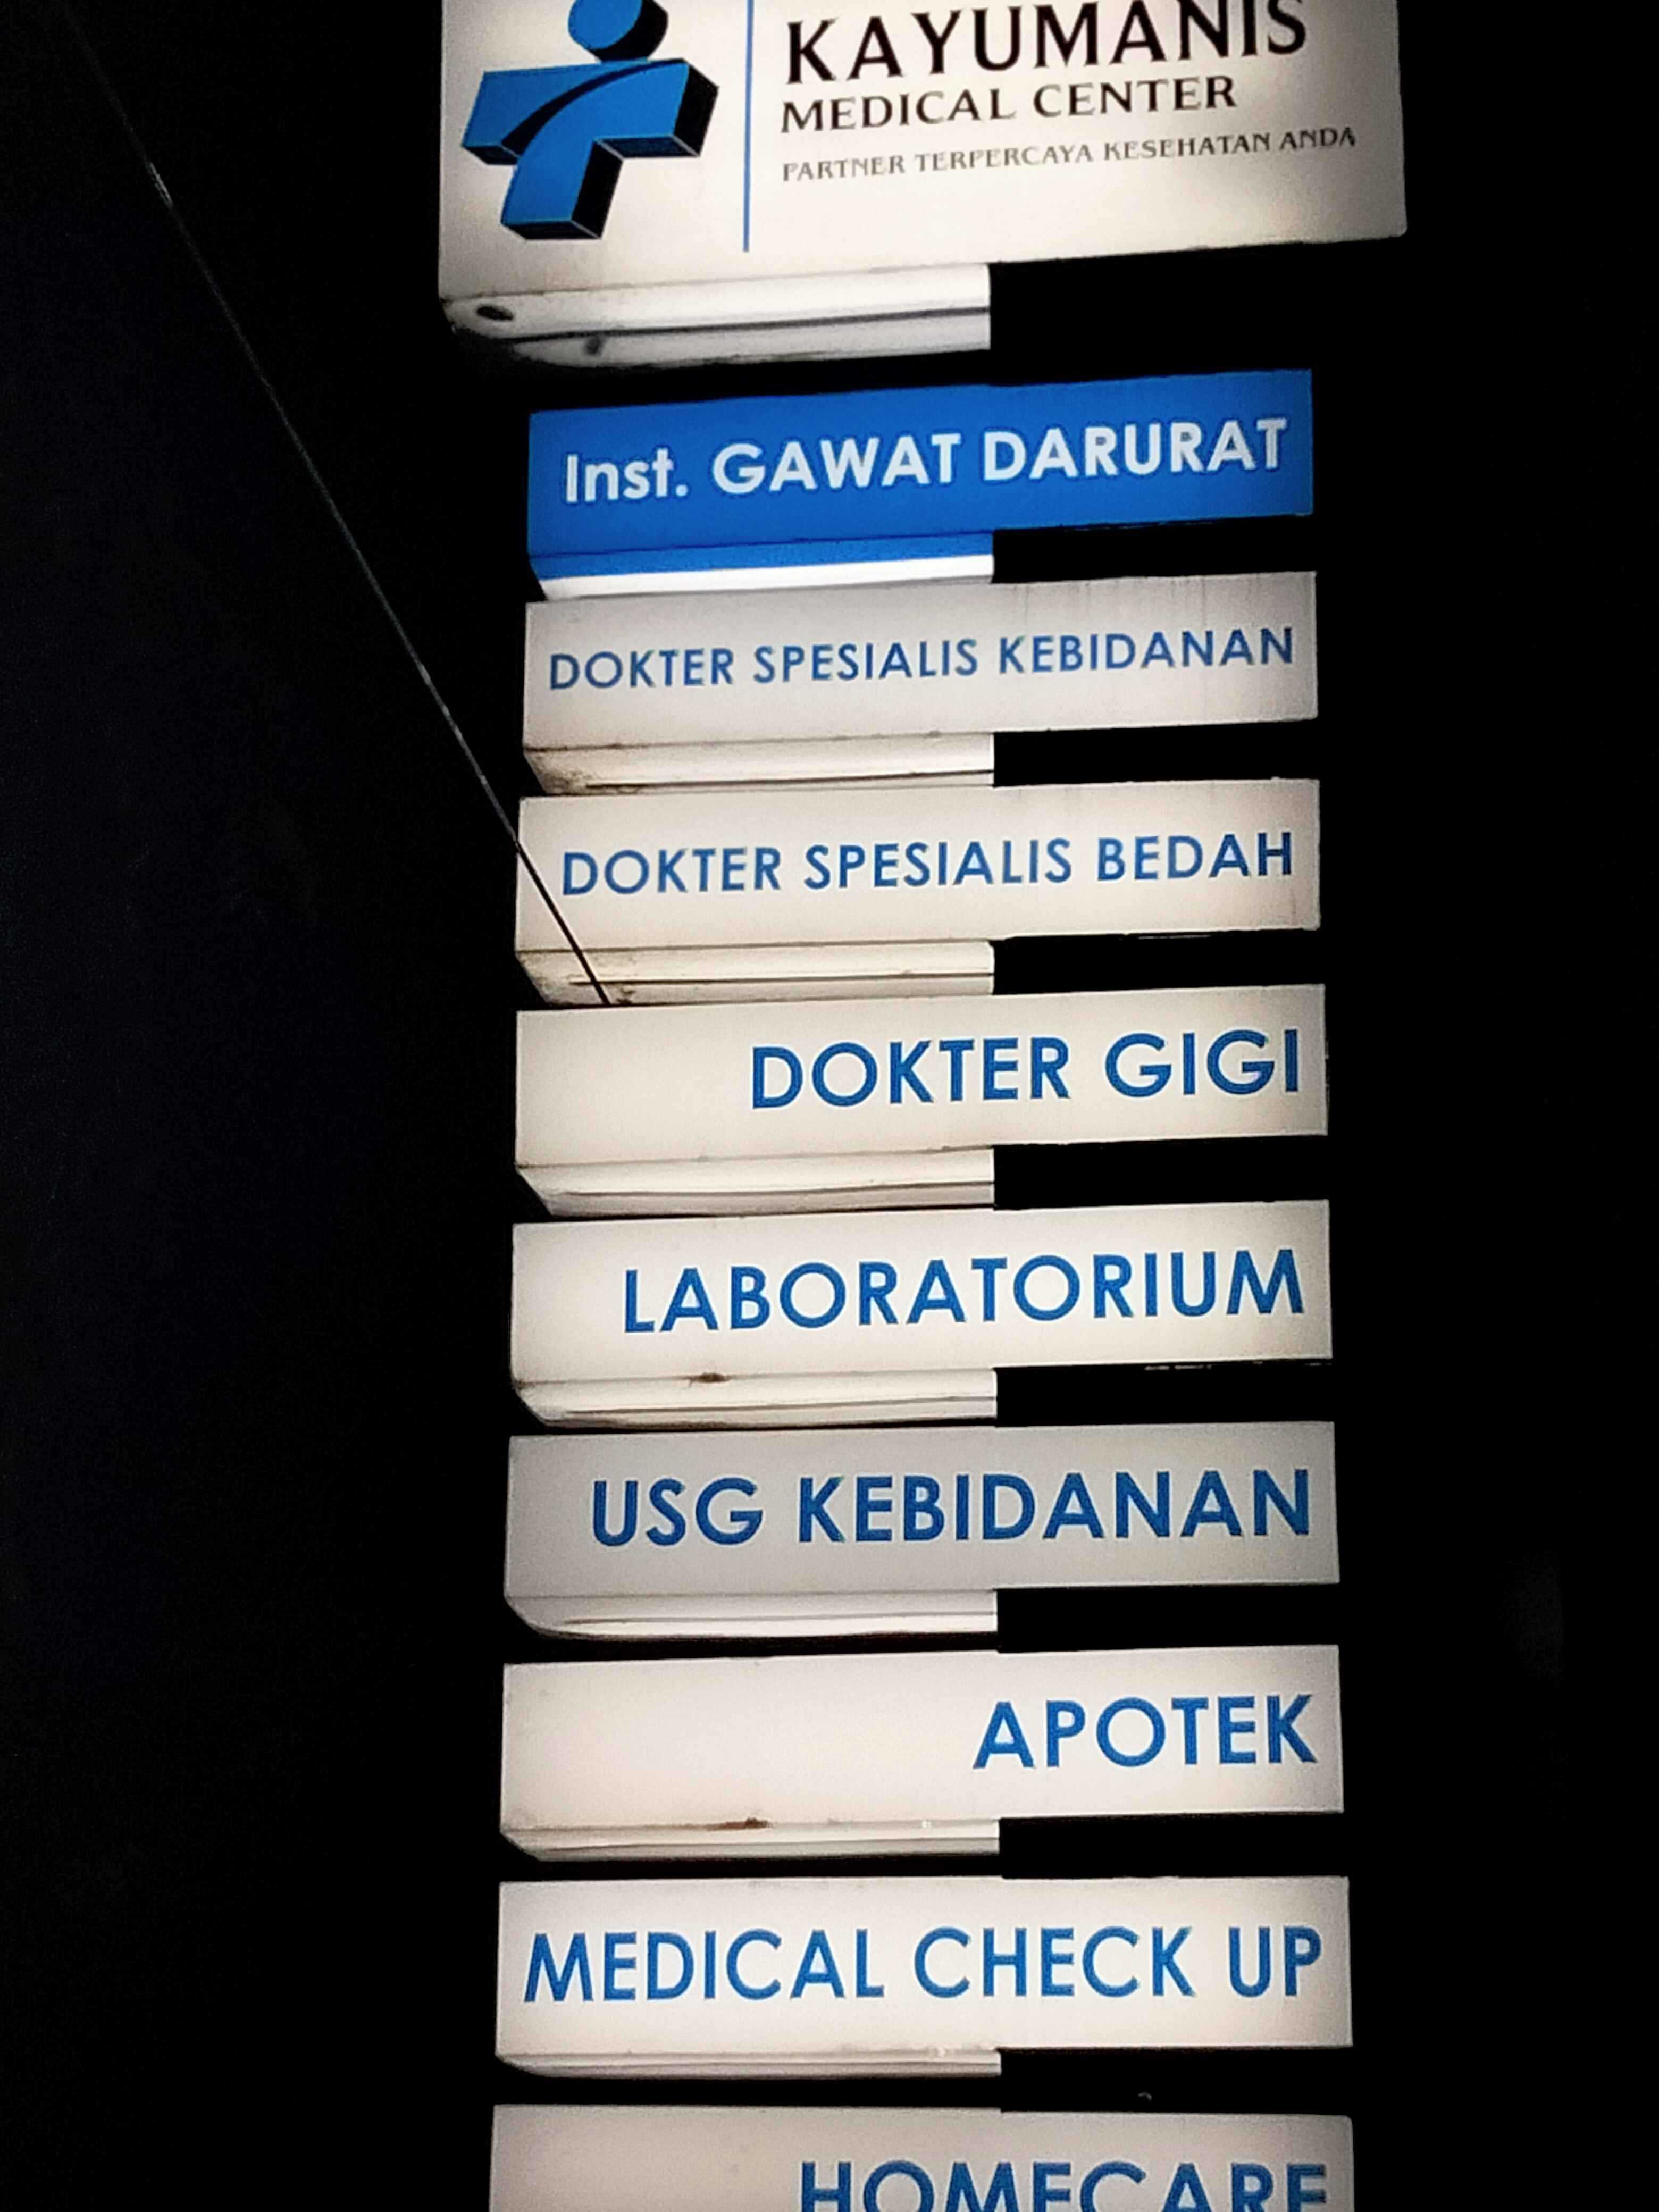 KAYUMANIS
MEDICAL CENTER
PARTNER TERPERCAYA KESEHATAN ANDA
Inst. GAWAT DARURAT
DOKTER SPESIALIS KEBIDANAN
DOKTER SPESIALIS BEDAH
DOKTER GIGI
LABORATORIUM
USG KEBIDANAN
APOTEK
MEDICAL CHECK UP
HOMECARE